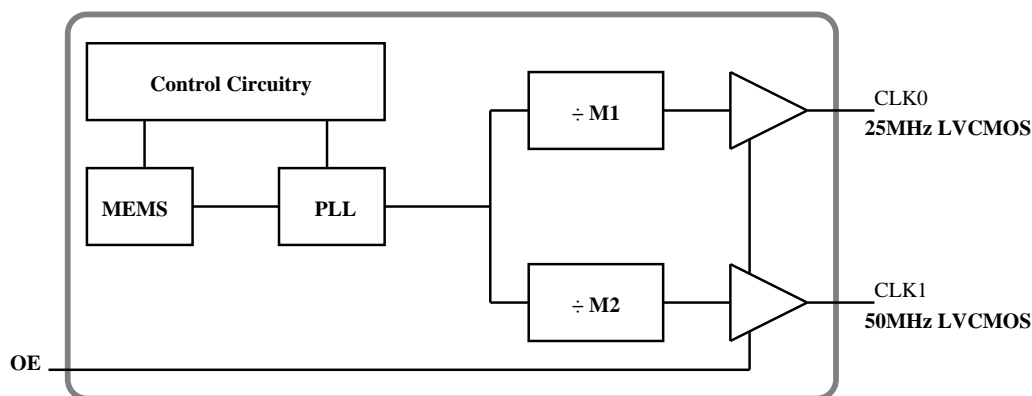 Control Circuitry
MEMS
PLL
÷ M1
÷ M2
CLK0
25MHz LVCMOS
CLK1
50MHz LVCMOS
OE